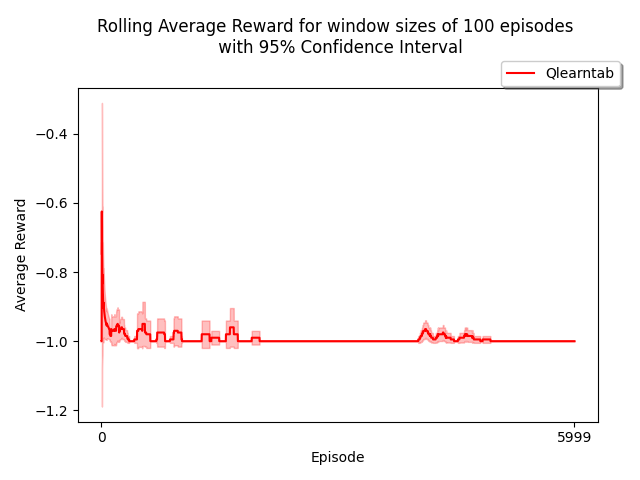 Rolling Average Reward for window sizes of 100 episodes
with 95% Confidence Interval
Qlearntab
−0.4
−0.6
−0.8
−1.0
−1.2
Average Reward
0
5999
Episode